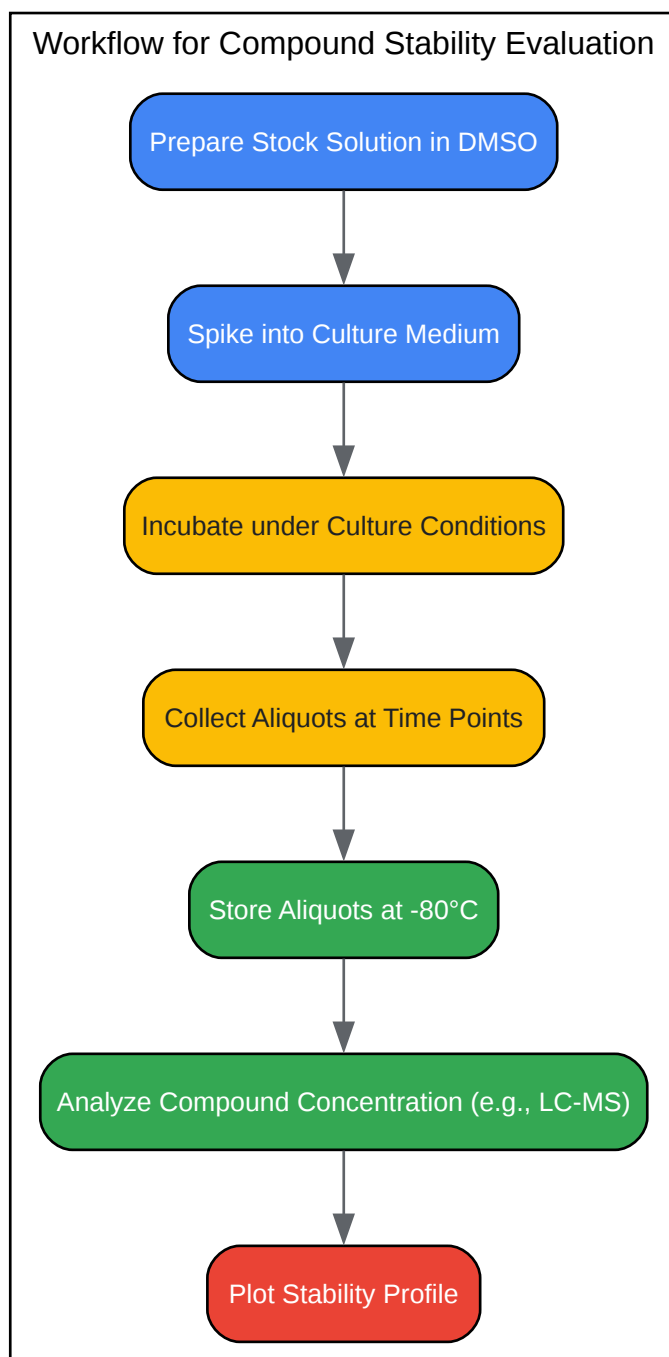 Workflow for Compound Stability Evaluation
Prepare Stock Solution in DMSO
Spike into Culture Medium
Incubate under Culture Conditions
Collect Aliquots at Time Points
Store Aliquots at -80°C
Analyze Compound Concentration (e.g., LC-MS)
Plot Stability Profile